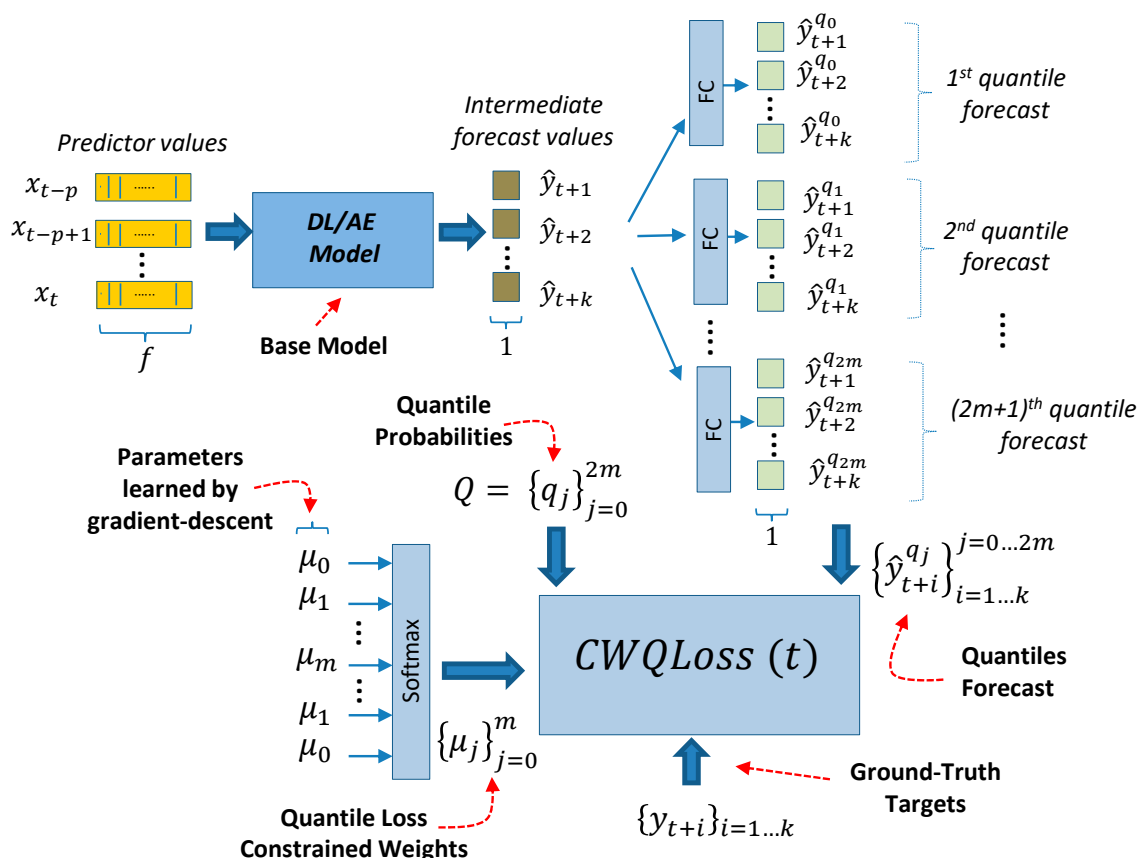 Predictor values
x_{t−p}
......
x_{t−p+1}
......
x_t
......
f
DL/AE
Model
Base Model
Intermediate
forecast values
ŷ_{t+1}
ŷ_{t+2}
ŷ_{t+k}
1
FC
ŷ_{t+1}^{q_0}
ŷ_{t+2}^{q_0}
ŷ_{t+k}^{q_0}
1st quantile
forecast
FC
ŷ_{t+1}^{q_1}
ŷ_{t+2}^{q_1}
ŷ_{t+k}^{q_1}
2nd quantile
forecast
FC
ŷ_{t+1}^{q_{2m}}
ŷ_{t+2}^{q_{2m}}
ŷ_{t+k}^{q_{2m}}
(2m+1)th quantile
forecast
1
Quantile
Probabilities
Q = {q_j}_{j=0}^{2m}
Parameters
learned by
gradient-descent
μ_0
μ_1
μ_m
μ_1
μ_0
Softmax
{μ_j}_{j=0}^{m}
Quantile Loss
Constrained Weights
CWQLoss (t)
{ŷ_{t+i}^{q_j}}_{i=1…k}^{j=0…2m}
Quantiles
Forecast
Ground-Truth
Targets
{y_{t+i}}_{i=1…k}